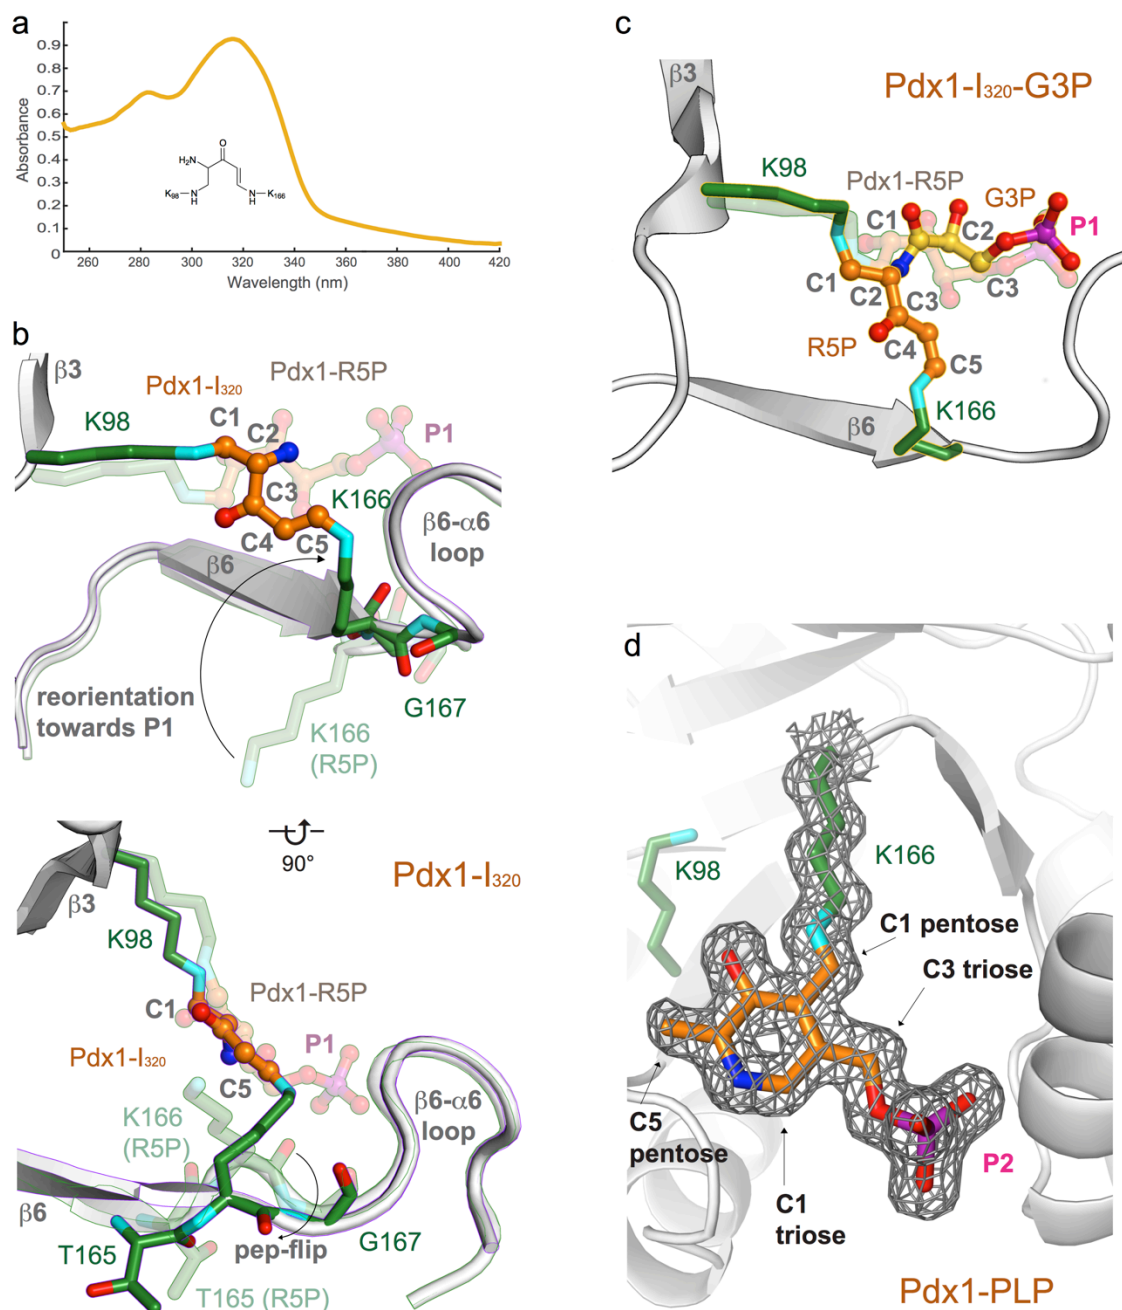 a
0.9
0.8
0.7
0.6
0.5
0.4
0.3
0.2
0.1
0
Absorbance
260 280 300 320 340 360 380 400 420
Wavelength (nm)
O
H₂N
K₉₈ N H
N H K₁₆₆
b
β3
Pdx1-I₃₂₀
Pdx1-R5P
K98
C1
C2
P1
C3
K166
C4
C5
β6-α6
loop
β6
reorientation
towards P1
G167
K166
(R5P)
90°
Pdx1-I₃₂₀
β3
K98
Pdx1-R5P
C1
P1
Pdx1-I₃₂₀
C5
β6-α6
loop
K166
(R5P)
β6
T165
pep-flip
G167
T165 (R5P)
c
β3
Pdx1-I₃₂₀-G3P
K98
Pdx1-R5P
G3P
C1
C2
P1
C1
C2
C3
C3
R5P
C4
C5
K166
β6
d
K98
K166
C1 pentose
C3 triose
C5
pentose
P2
C1
triose
Pdx1-PLP